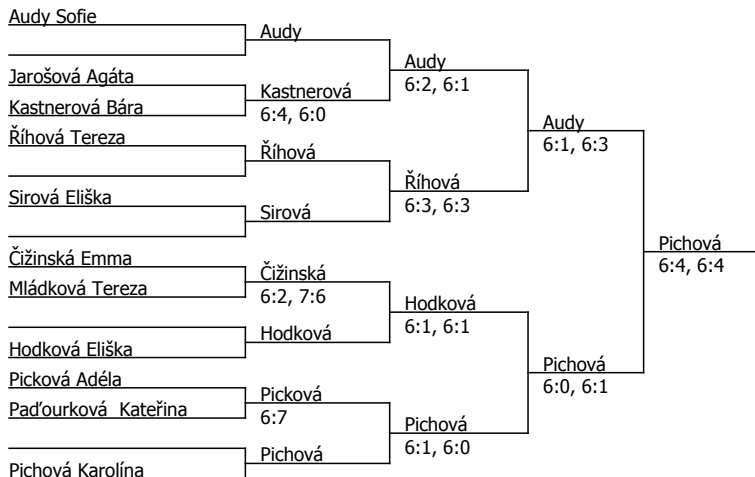 Audy Sofie
Audy
Jarošová Agáta
Audy
6:2, 6:1
Kastnerová
Kastnerová Bára
6:4, 6:0
Audy
6:1, 6:3
Říhová Tereza
Říhová
Říhová
6:3, 6:3
Sirová Eliška
Sirová
Pichová
6:4, 6:4
Čižinská Emma
Čižinská
Mládková Tereza
6:2, 7:6
Hodková
6:1, 6:1
Hodková
Hodková Eliška
Pichová
6:0, 6:1
Picková Adéla
Picková
Paďourková  Kateřina
6:7
Pichová
6:1, 6:0
Pichová
Pichová Karolína